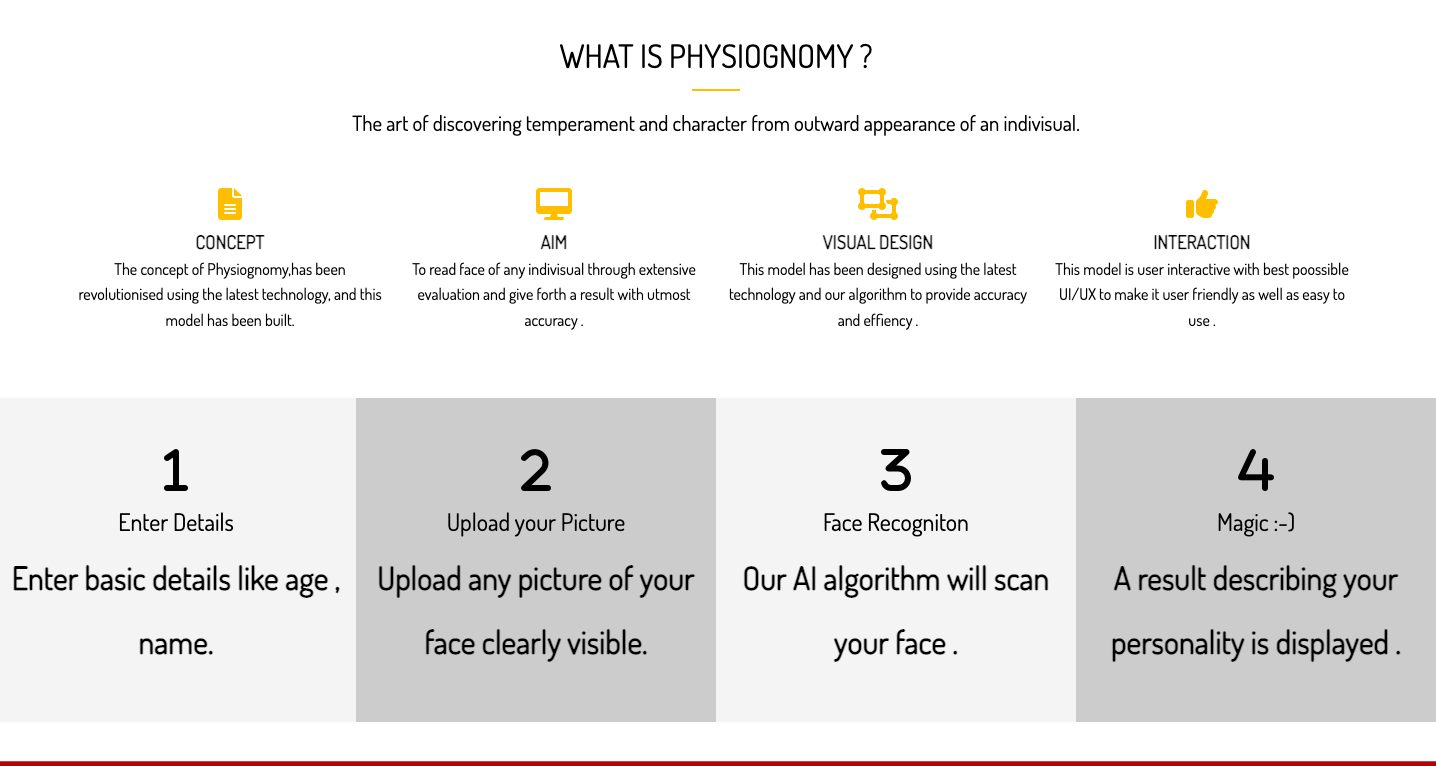 WHAT IS PHYSIOGNOMY ?
The art of discovering temperament and character from outward appearance of an indivisual.
CONCEPT
The concept of Physiognomy,has been
revolutionised using the latest technology, and this
model has been built.
AIM
To read face of any indivisual through extensive
evaluation and give forth a result with utmost
accuracy .
VISUAL DESIGN
This model has been designed using the latest
technology and our algorithm to provide accuracy
and effiency .
INTERACTION
This model is user interactive with best poossible
UI/UX to make it user friendly as well as easy to
use .
1
Enter Details
Enter basic details like age ,
name.
2
Upload your Picture
Upload any picture of your
face clearly visible.
3
Face Recogniton
Our AI algorithm will scan
your face .
4
Magic :-)
A result describing your
personality is displayed .